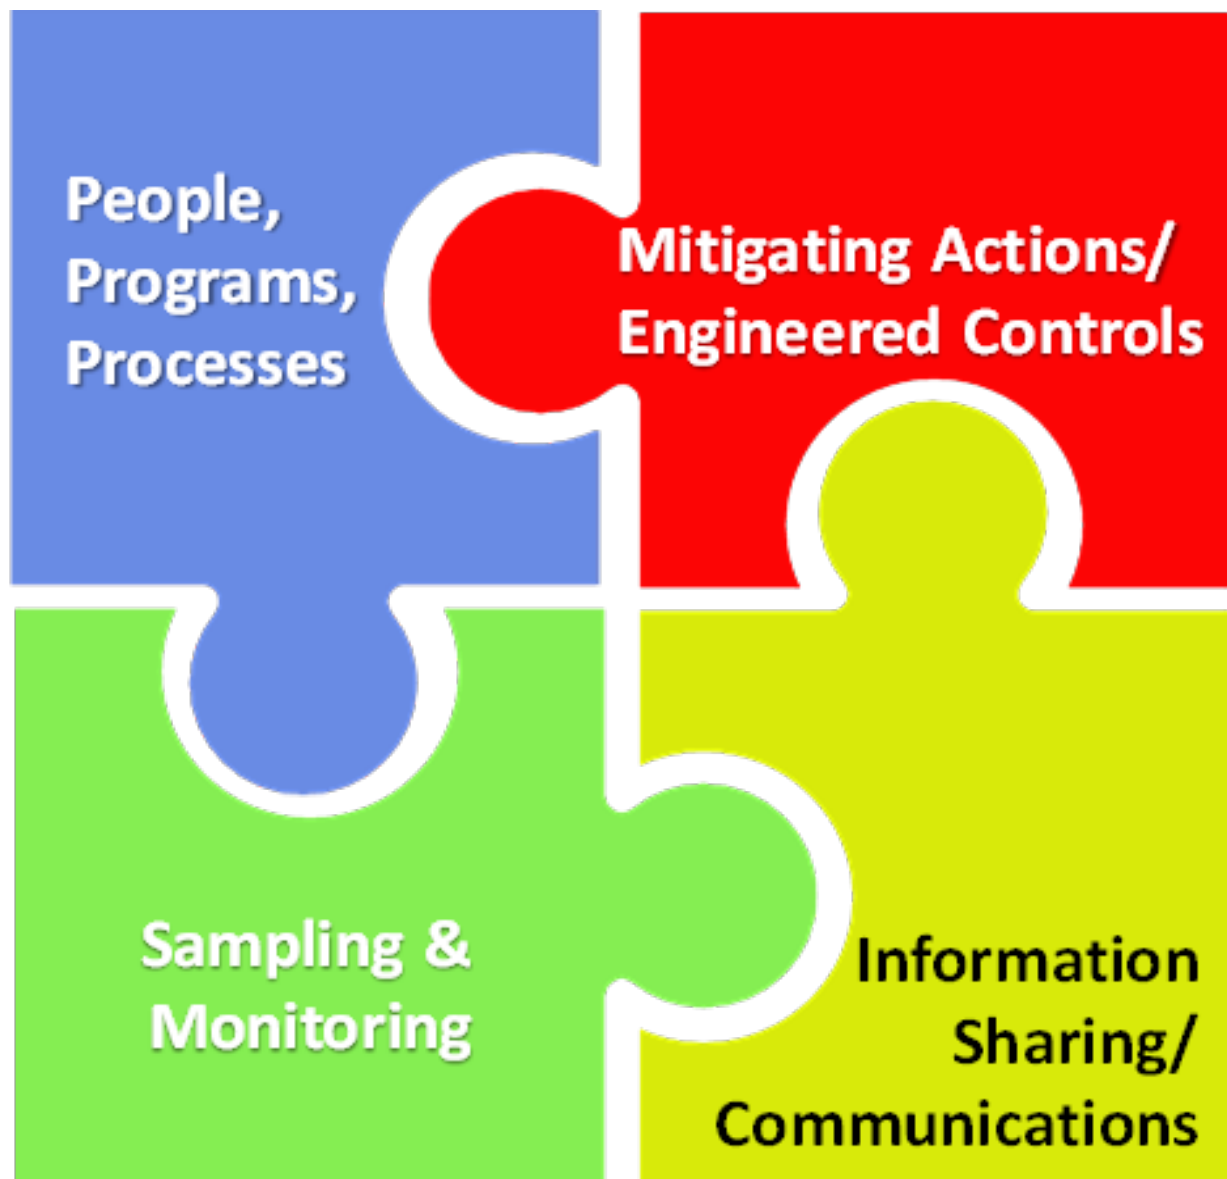 People,
Programs,
Processes
Mitigating Actions/
Engineered Controls
Sampling &
Monitoring
Information
Sharing/
Communications